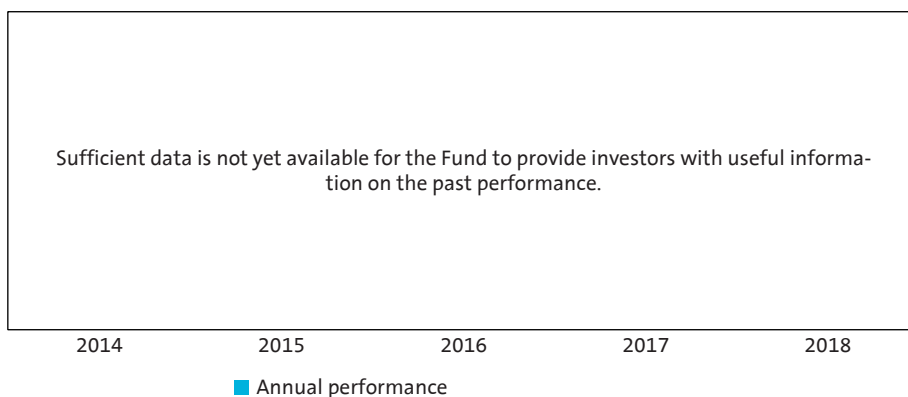 Sufficient data is not yet available for the Fund to provide investors with useful informa-
tion on the past performance.
2014 2015 2016 2017 2018
Annual performance